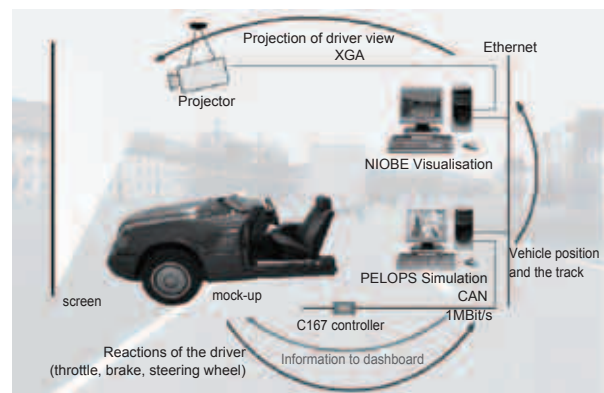 Projection of driver view
XGA
Ethernet
Projector
NIOBE Visualisation
Vehicle position
and the track
PELOPS Simulation
CAN
1MBit/s
screen
mock-up
C167 controller
Reactions of the driver
(throttle, brake, steering wheel)
Information to dashboard